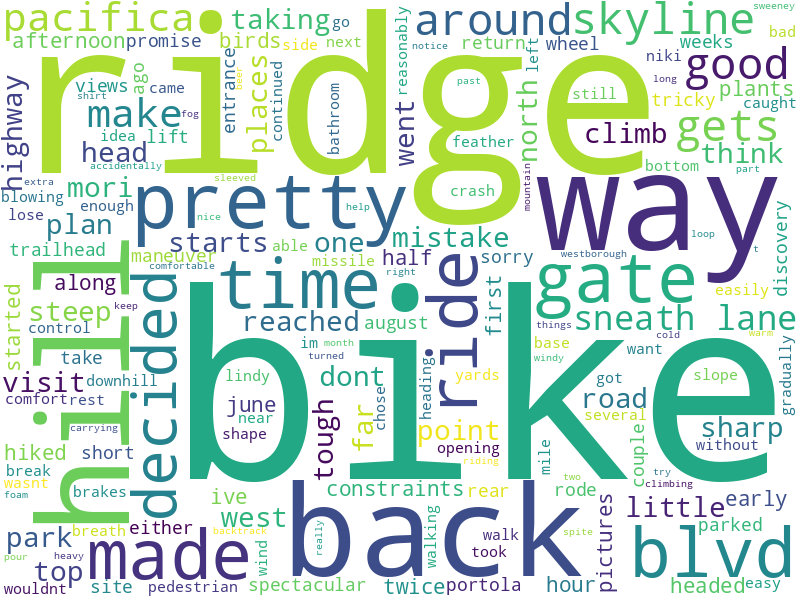 pacifica taking go next around skyline sweeney
afternoon promise birds side return wheel niki weeks bad
ridge
highway views ago came entrance places continued bathroom reasonably notice past long left good
shirt make fog idea lift beer still tricky plants caught
head accidentally went feather north climb gets
blowing mori sleeved crash mountain think bottom part
lose enough plan extra nice pretty help way
trailhead maneuver starts able one missile half mistake sorry westborough loop t discovery
hill along comfortable time right gate easily
started steep keep decided reached august ride first base things cold sneath lane
control month im warm
take turned heading near windy want gradually
visit downhill lindy dont chose yards got road slope
comfort rest june far point several sharp
carrying shape tough opening mile couple without
hiked short riding rode two try climbing
break wasnt brakes ive constraints rear little early
park breath either west wind really back walking walk pictures parked
foam top made backtrack took spite blvd
pour heavy site pedestrian spectacular twice portola hour headed easy
wouldnt
bike